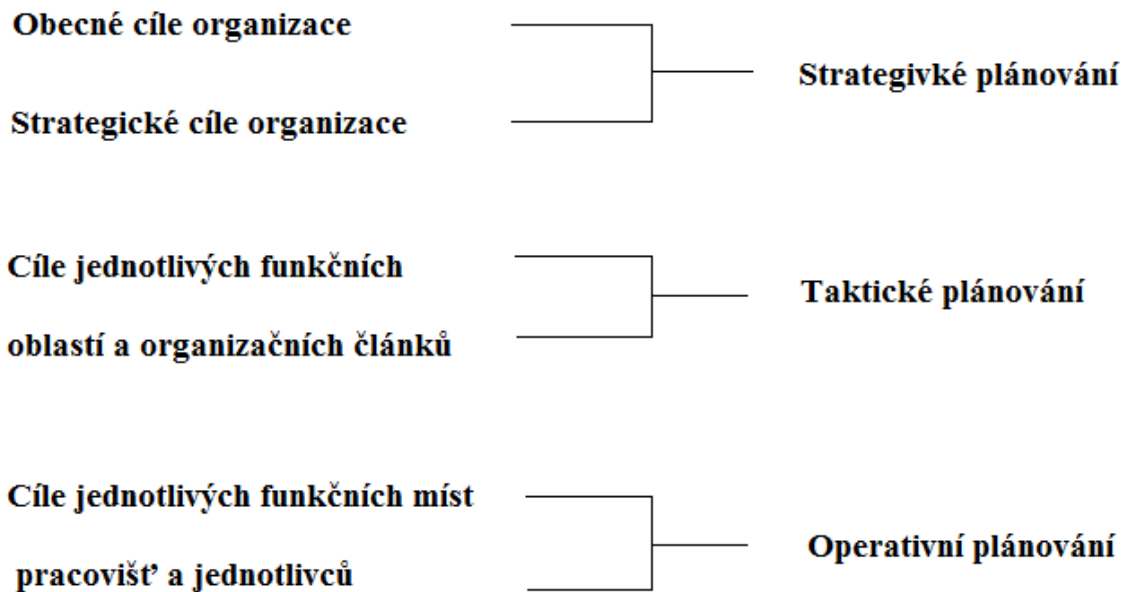 Obecné cíle organizace
Strategivké plánování
Strategické cíle organizace
Cíle jednotlivých funkčních
Taktické plánování
oblastí a organizačních článků
Cíle jednotlivých funkčních míst
Operativní plánování
pracovišť a jednotlivců